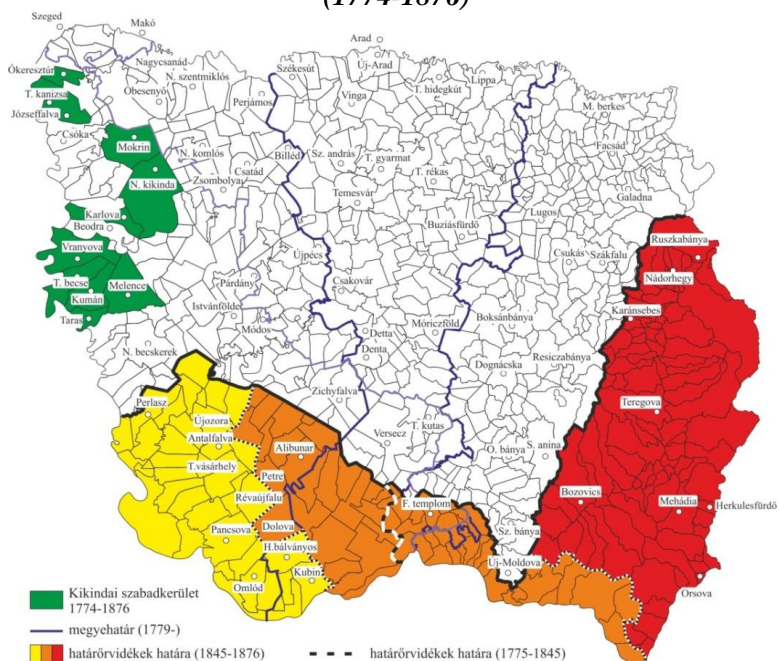 (1774-1876)
Szeged
Makó
Arad
Ókeresztúr
Nagycsanád
N. szentmiklós
Székesút
Új-Arad
T. hidegkút
Lippa
T. kanizsa
Óbesenyö
Perjámos
Vinga
M. berkes
Józseffalva
Csóka
Mokrin
N. komlós
Billéd
Sz. andrás
T. gyarmat
Facsád
Csatád
T. rékas
N. kikinda
Zsombolya
Temesvár
Galadna
Karlova
Lugos
Beodra
Buziásfürdő
Vranyova
Újpécs
Csukás
Szákfalu
Ruszkabánya
T. becse
Melence
Párdány
Csakovár
Nádorhegy
Kumán
Istvánfölde
Taras
Módos
Móriczföld
Boksánbánya
Karánsebes
Detta
Denta
N. becskerek
Dognácska
Resiczabánya
Perlasz
Zichyfalva
Teregova
Újozora
Versecz
T. kutas
Antalfalva
Alibunar
O. bánya
S. anina
T.vásárhely
Petre
Révaújfalu
Bozovics
Mehádia
Herkulesfürdő
F. templom
Pancsova
Dolova
Sz. bánya
H.bálványos
Új-Moldova
Omlód
Kubin
Orsova
Kikindai szabadkerület
1774-1876
megyehatár (1779-)
határőrvidékek határa (1845-1876)
határőrvidékek határa (1775-1845)